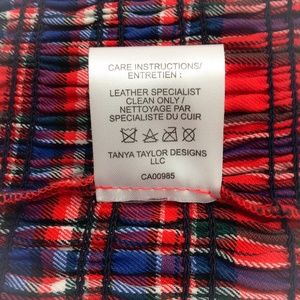 CARE INSTRUCTIONS/
ENTRETIEN :
LEATHER SPECIALIST
CLEAN ONLY /
NETTOYAGE PAR
SPECIALISTE DU CUIR
TANYA TAYLOR DESIGNS
LLC
CA00985